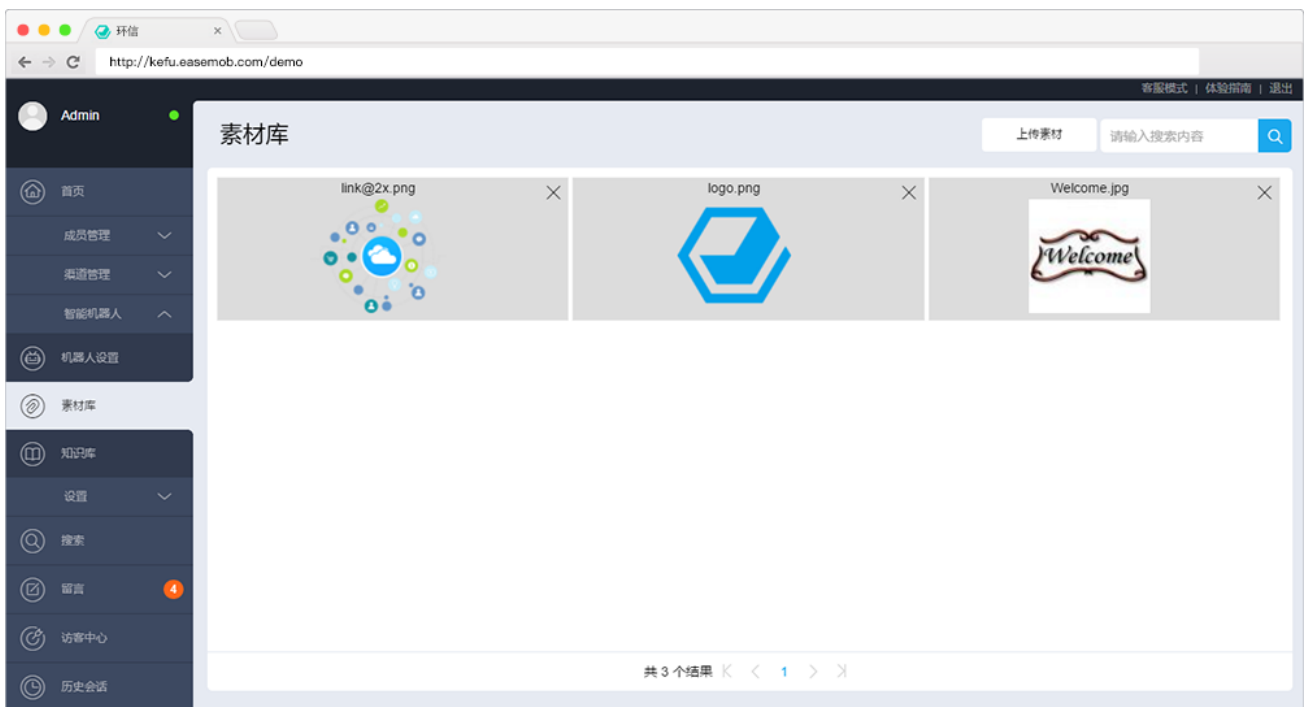 环信
http://kefu.easemob.com/demo
客服模式 | 体验指南 | 退出
Admin
素材库
上传素材
请输入搜索内容
首页
成员管理
渠道管理
智能机器人
机器人设置
素材库
知识库
设置
搜索
留言
4
访客中心
历史会话
link@2x.png
logo.png
Welcome.jpg
Welcome
共 3 个结果
1